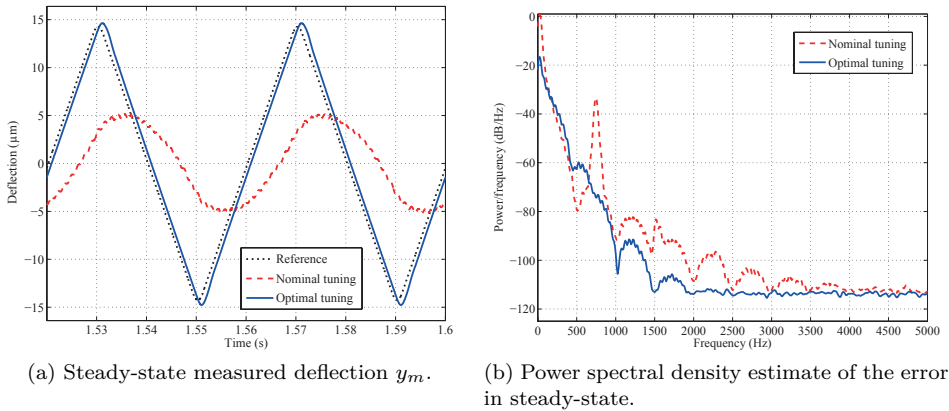 Deflection (µm)
15
10
5
0
−5
−10
−15
Reference
Nominal tuning
Optimal tuning
1.53 1.54 1.55 1.56 1.57 1.58 1.59 1.6
Time (s)
(a) Steady-state measured deflection yₘ.
Power/frequency (dB/Hz)
0
−20
−40
−60
−80
−100
−120
Nominal tuning
Optimal tuning
0 500 1000 1500 2000 2500 3000 3500 4000 4500 5000
Frequency (Hz)
(b) Power spectral density estimate of the error
in steady-state.